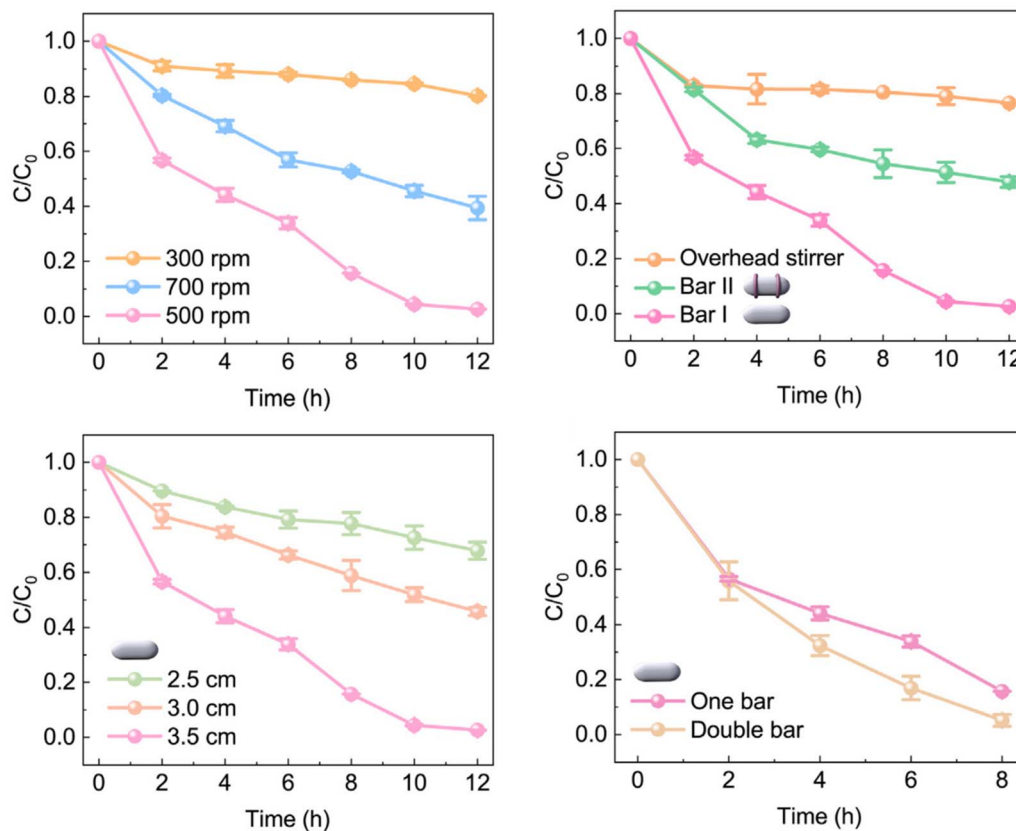 C/C0
1.0
0.8
0.6
0.4
0.2
0.0
300 rpm
700 rpm
500 rpm
0 2 4 6 8 10 12
Time (h)
C/C0
1.0
0.8
0.6
0.4
0.2
0.0
Overhead stirrer
Bar II
Bar I
0 2 4 6 8 10 12
Time (h)
C/C0
1.0
0.8
0.6
0.4
0.2
0.0
2.5 cm
3.0 cm
3.5 cm
0 2 4 6 8 10 12
Time (h)
C/C0
1.0
0.8
0.6
0.4
0.2
0.0
One bar
Double bar
0 2 4 6 8
Time (h)